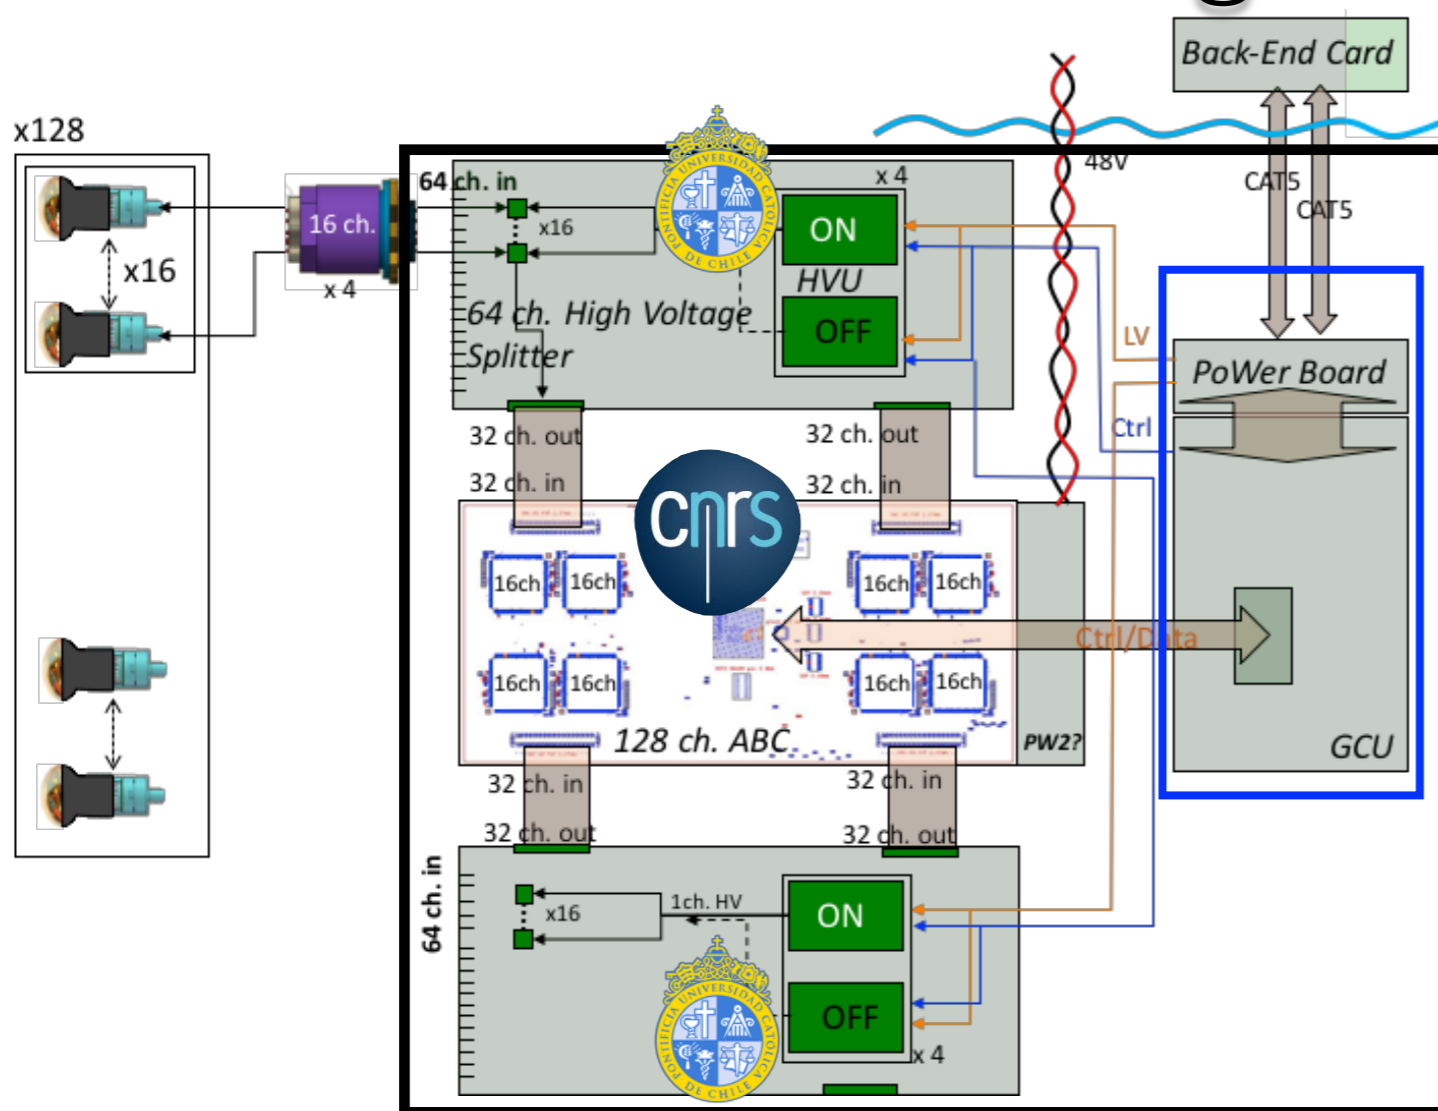 Back-End Card
x128
48V
CAT5
CAT5
64 ch. in
x 4
16 ch.
x16
ON
x16
x 4
HVU
64 ch. High Voltage
Splitter
OFF
LV
PoWer Board
Ctrl
32 ch. out
32 ch. out
32 ch. in
32 ch. in
PONTIFICIA UNIVERSIDAD CATOLICA
DE CHILE
cnrs
16ch
16ch
16ch
16ch
Ctrl/Data
16ch
16ch
16ch
16ch
128 ch. ABC
PW2?
GCU
32 ch. in
32 ch. in
32 ch. out
32 ch. out
64 ch. in
x16
1ch. HV
ON
OFF
x 4
PONTIFICIA UNIVERSIDAD CATOLICA
DE CHILE